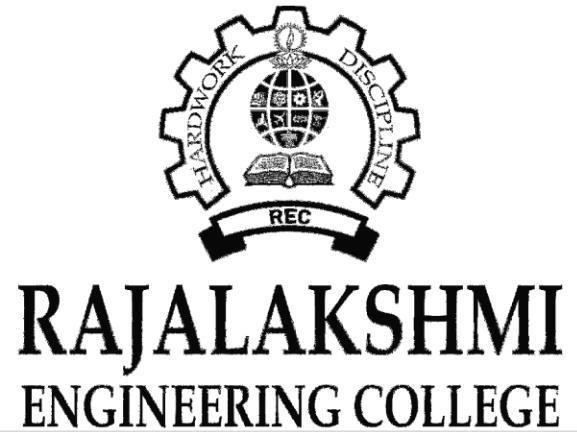 HARDWORK
DISCIPLINE
REC
RAJALAKSHMI
ENGINEERING COLLEGE